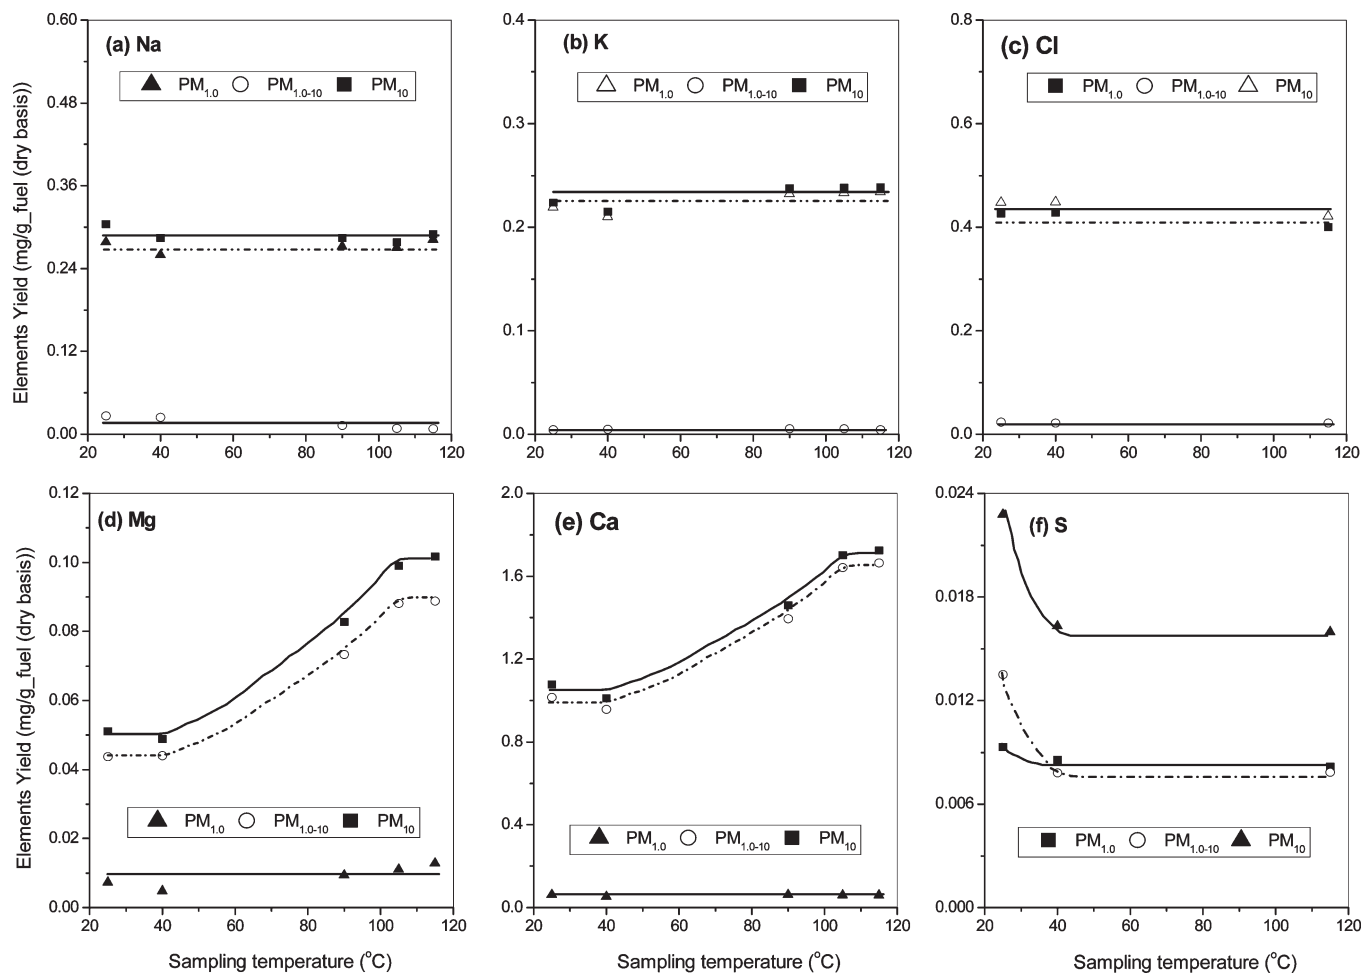 (a) Na
PM1.0 PM1.0-10 PM10
0.60
0.48
0.36
0.24
0.12
0.00
20 40 60 80 100 120
Elements Yield (mg/g_fuel (dry basis))
(b) K
PM1.0 PM1.0-10 PM10
0.4
0.3
0.2
0.1
0.0
20 40 60 80 100 120
(c) Cl
PM1.0 PM1.0-10 PM10
0.8
0.6
0.4
0.2
0.0
20 40 60 80 100 120
(d) Mg
PM1.0 PM1.0-10 PM10
0.12
0.10
0.08
0.06
0.04
0.02
0.00
20 40 60 80 100 120
Elements Yield (mg/g_fuel (dry basis))
Sampling temperature (oC)
(e) Ca
PM1.0 PM1.0-10 PM10
2.0
1.6
1.2
0.8
0.4
0.0
20 40 60 80 100 120
Sampling temperature (oC)
(f) S
PM1.0 PM1.0-10 PM10
0.024
0.018
0.012
0.006
0.000
20 40 60 80 100 120
Sampling temperature (oC)